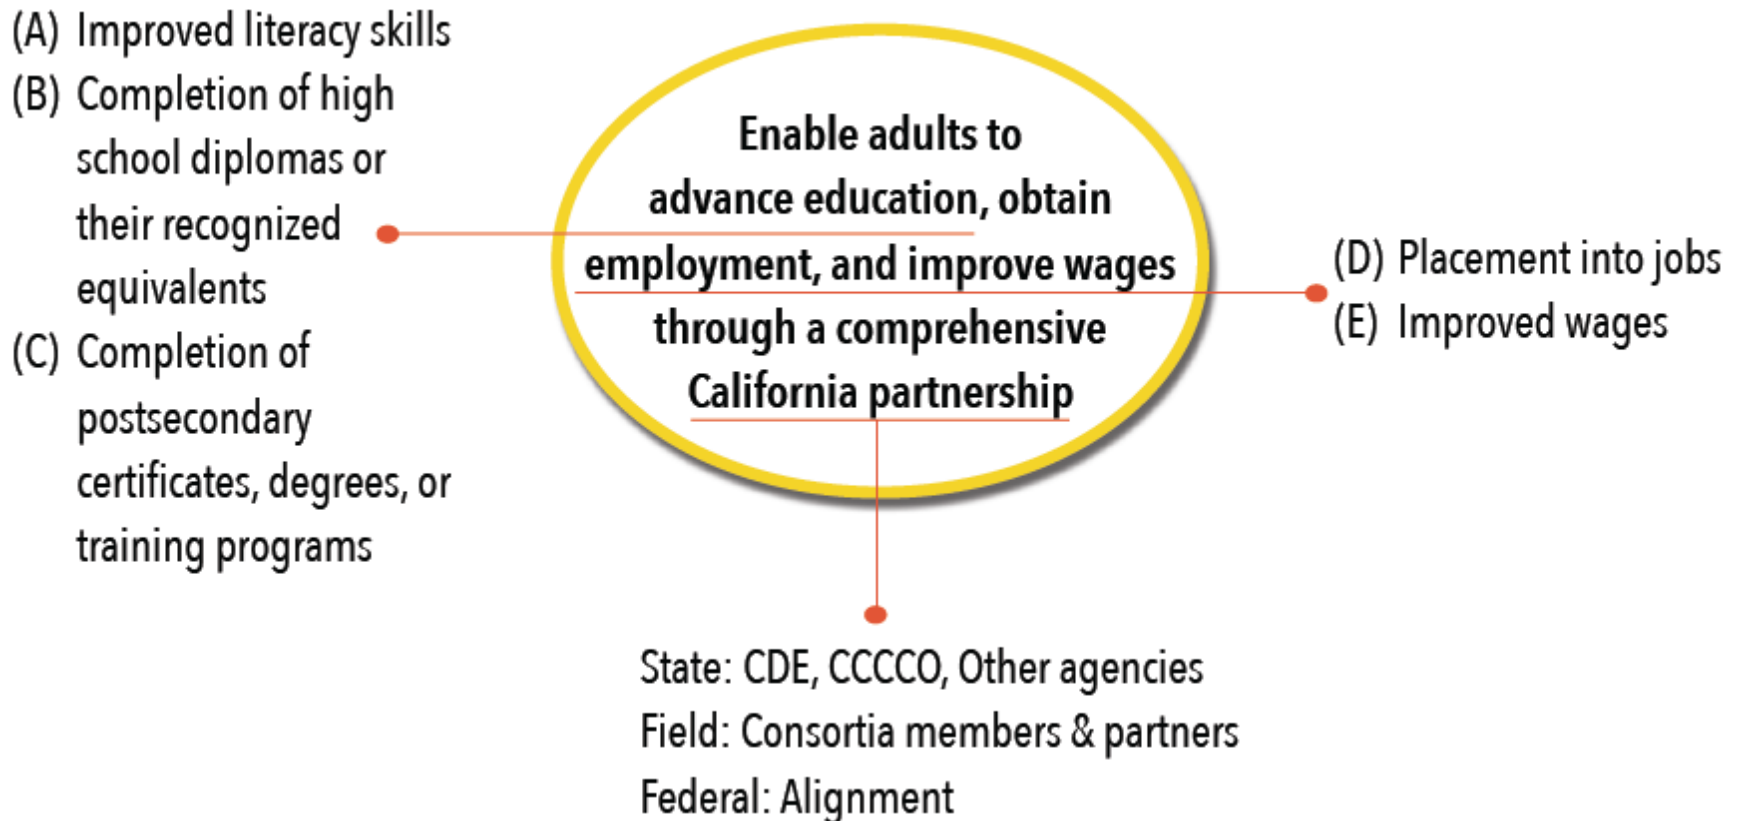 (A) Improved literacy skills
(B) Completion of high
school diplomas or
their recognized
equivalents
(C) Completion of
postsecondary
certificates, degrees, or
training programs
Enable adults to
advance education, obtain
employment, and improve wages
through a comprehensive
California partnership
(D) Placement into jobs
(E) Improved wages
State: CDE, CCCCO, Other agencies
Field: Consortia members & partners
Federal: Alignment